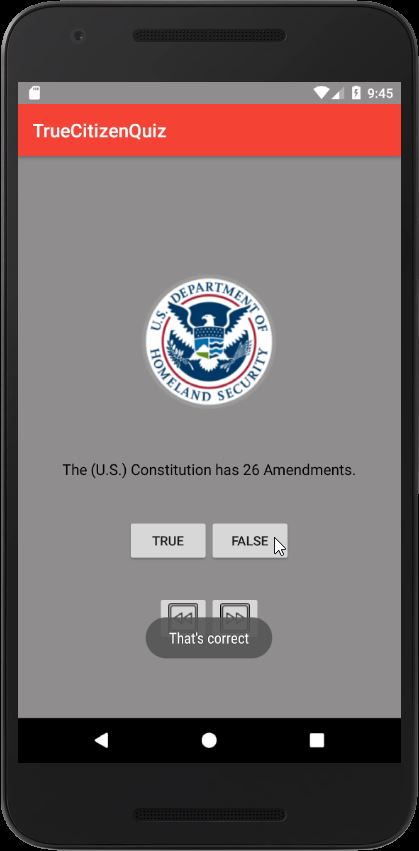 9:45
TrueCitizenQuiz
U.S. DEPARTMENT OF
HOMELAND SECURITY
The (U.S.) Constitution has 26 Amendments.
TRUE FALSE
That's correct